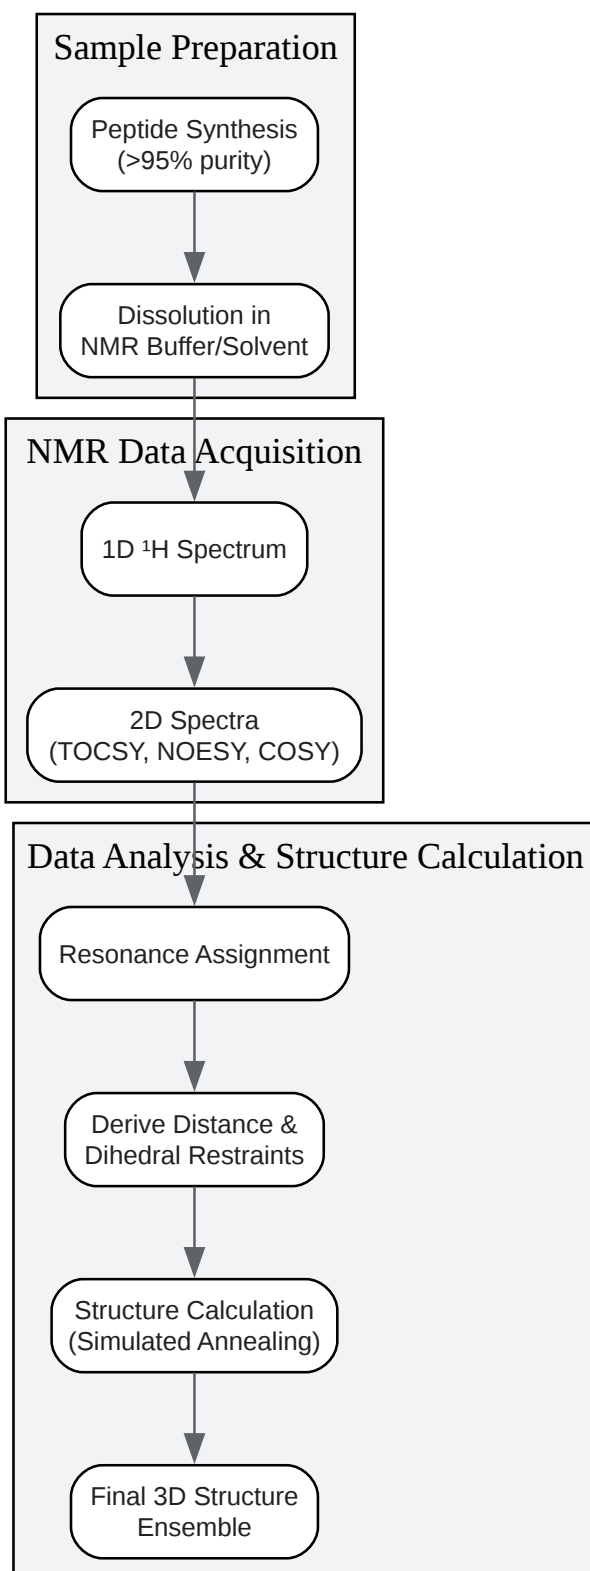 Sample Preparation
Peptide Synthesis
(>95% purity)
Dissolution in
NMR Buffer/Solvent
NMR Data Acquisition
1D ¹H Spectrum
2D Spectra
(TOCSY, NOESY, COSY)
Data Analysis & Structure Calculation
Resonance Assignment
Derive Distance &
Dihedral Restraints
Structure Calculation
(Simulated Annealing)
Final 3D Structure
Ensemble